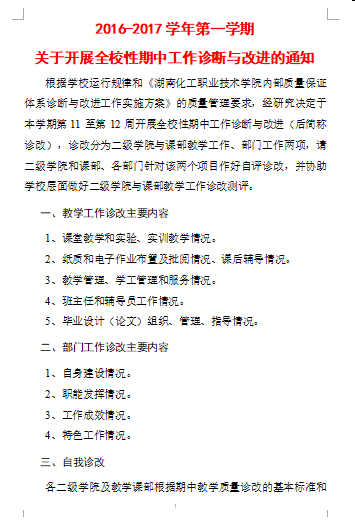 2016-2017 学年第一学期
关于开展全校性期中工作诊断与改进的通知
根据学校运行规律和《湖南化工职业技术学院内部质量保证
体系诊断与改进工作实施方案》的质量管理要求，经研究决定于
本学期第 11 至第 12 周开展全校性期中工作诊断与改进（后简称
诊改），诊改分为二级学院与课部教学工作、部门工作两项，请
二级学院和课部、各部门针对该两个项目作好自评诊改，并协助
学校层面做好二级学院与课部教学工作诊改测评。
一、教学工作诊改主要内容
1、课堂教学和实验、实训教学情况。
2、纸质和电子作业布置及批阅情况、课后辅导情况。
3、教学管理、学工管理和服务情况。
4、班主任和辅导员工作情况。
5、毕业设计（论文）组织、管理、指导情况。
二、部门工作诊改主要内容
1、自身建设情况。
2、职能发挥情况。
3、工作成效情况。
4、特色工作情况。
三、自我诊改
各二级学院及教学课部根据期中教学质量诊改的基本标准和
1